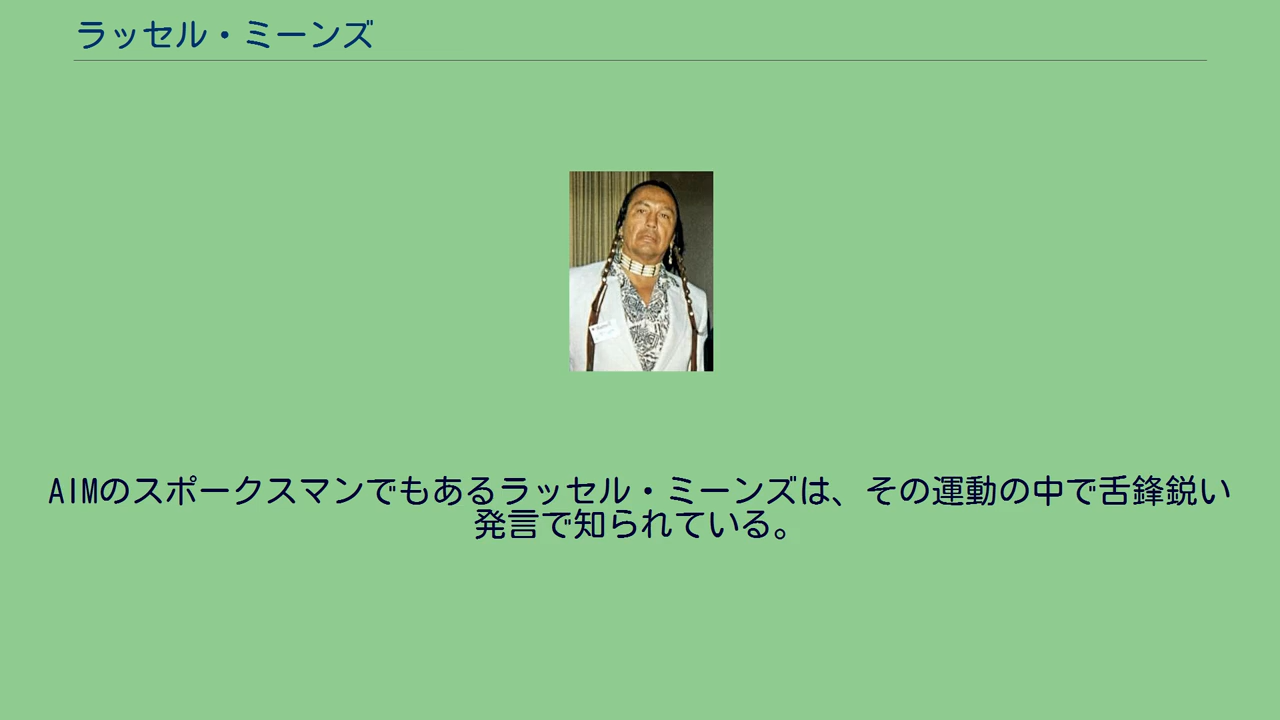 ラッセル・ミーンズ
AIMのスポークスマンでもあるラッセル・ミーンズは、その運動の中で舌鋒鋭い
発言で知られている。